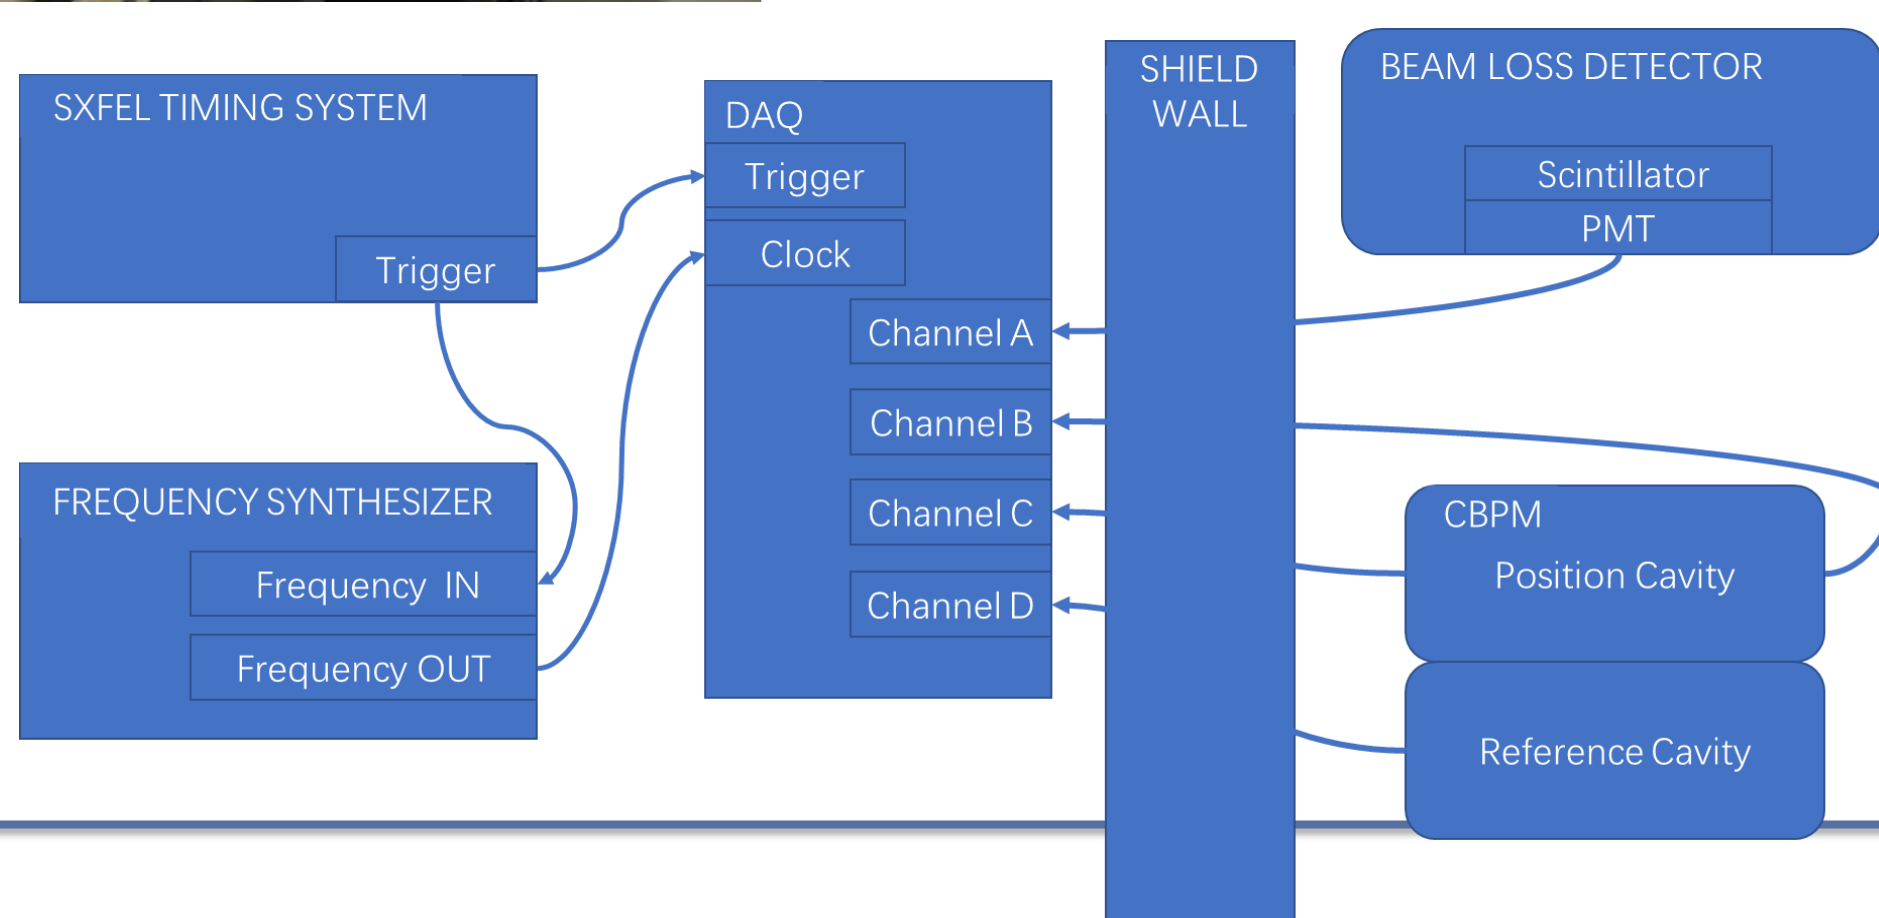 SXFEL TIMING SYSTEM
Trigger
FREQUENCY SYNTHESIZER
Frequency IN
Frequency OUT
DAQ
Trigger
Clock
Channel A
Channel B
Channel C
Channel D
SHIELD
WALL
BEAM LOSS DETECTOR
Scintillator
PMT
CBPM
Position Cavity
Reference Cavity